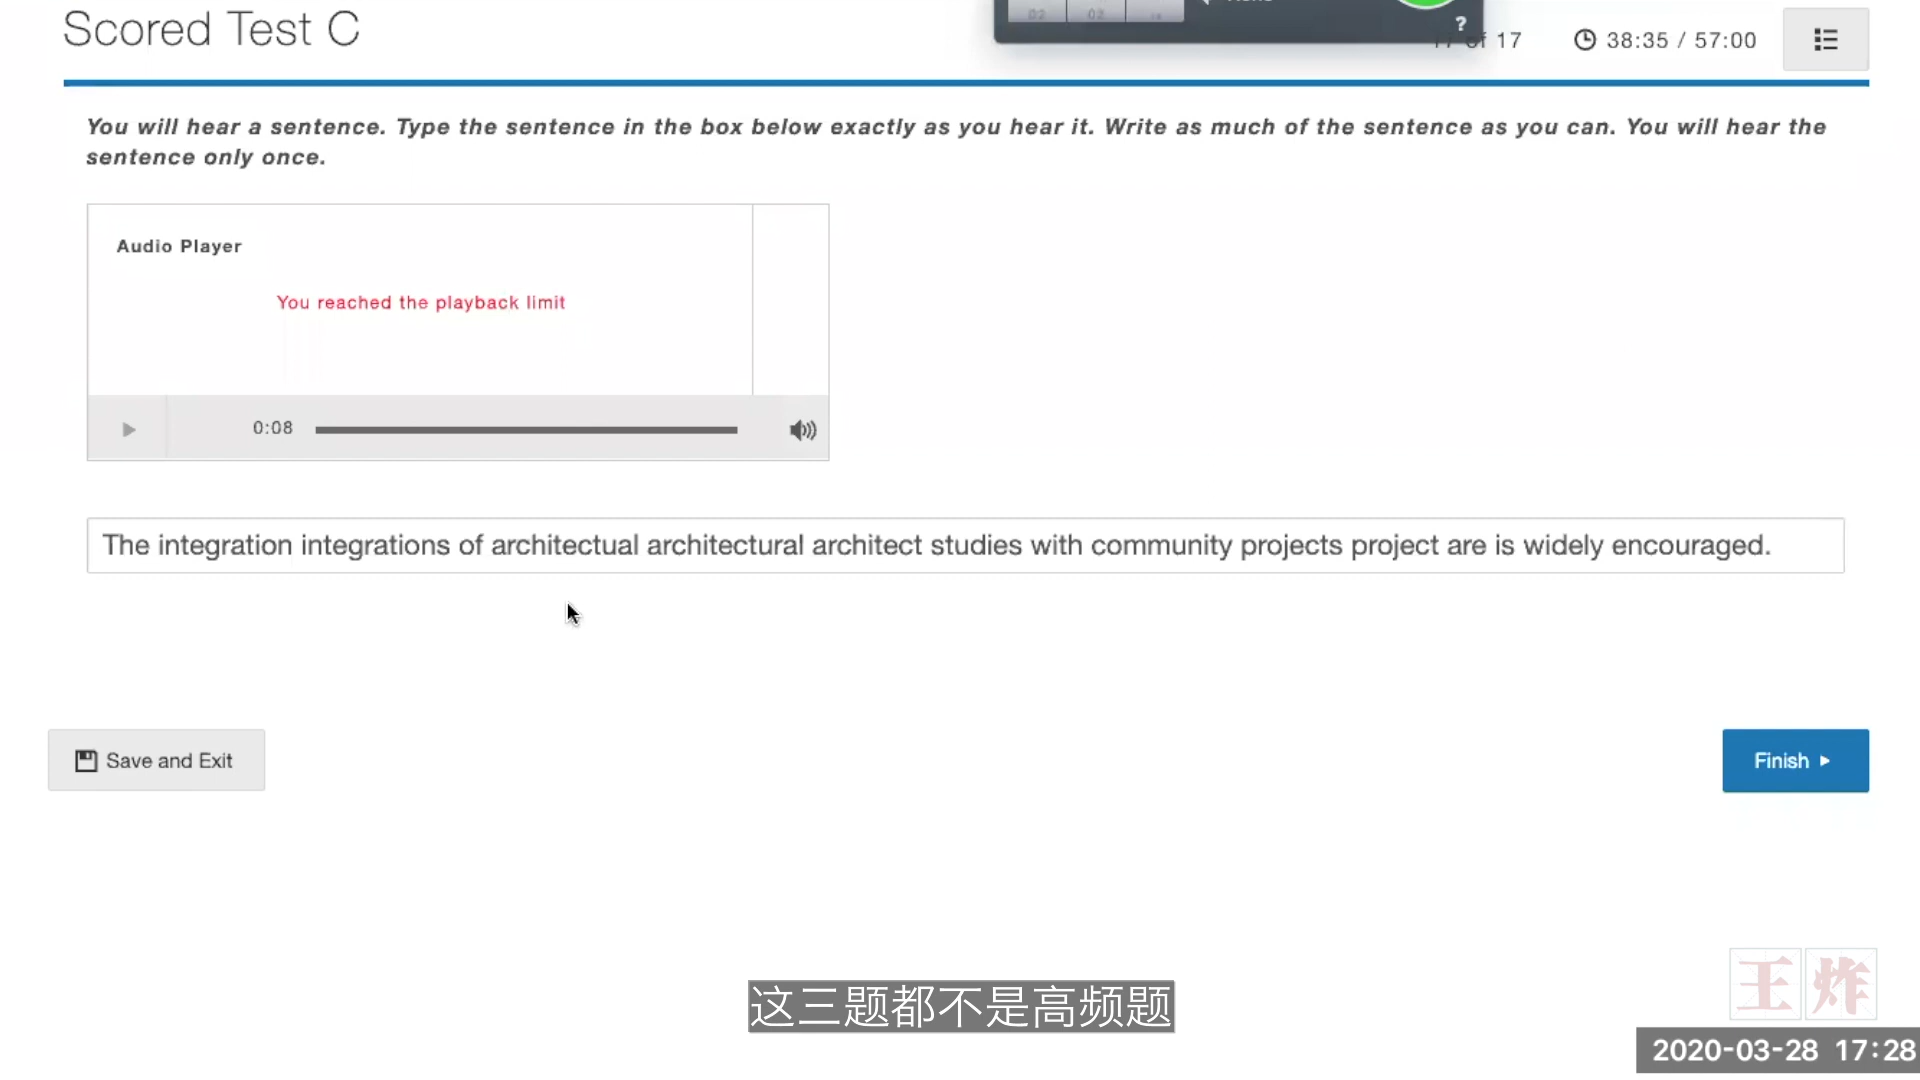 Scored Test C
02 02
?
17 of 17
38:35 / 57:00
You will hear a sentence. Type the sentence in the box below exactly as you hear it. Write as much of the sentence as you can. You will hear the
sentence only once.
Audio Player
You reached the playback limit
0:08
The integration integrations of architectual architectural architect studies with community projects project are is widely encouraged.
Save and Exit
Finish
这三题都不是高频题
王炸
2020-03-28 17:28